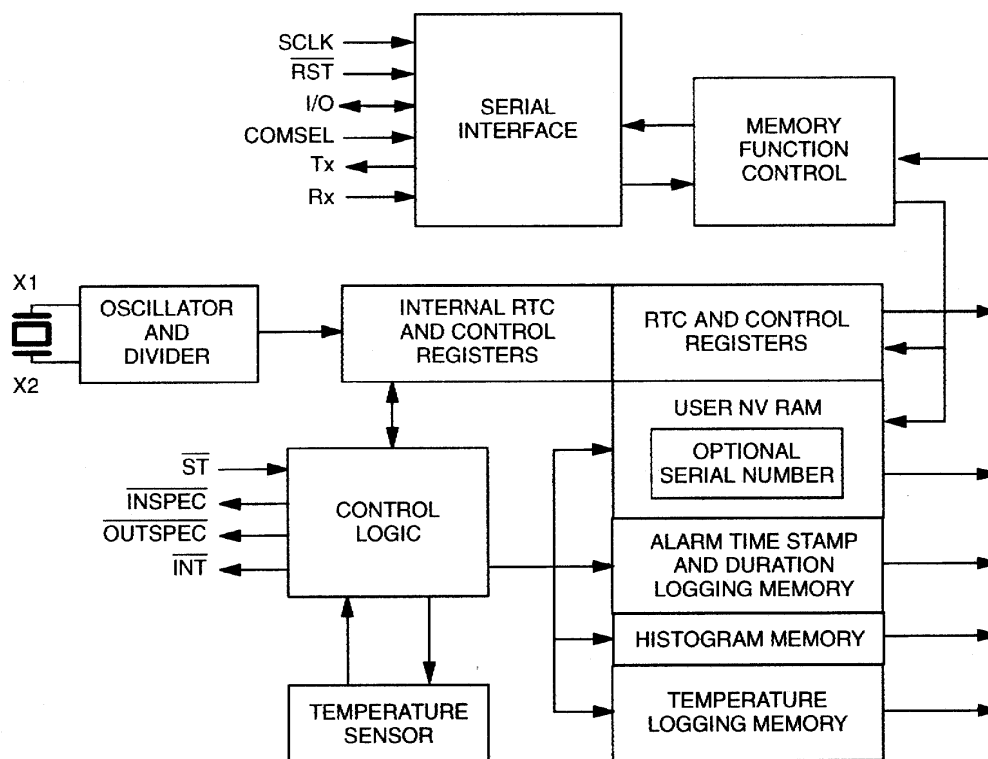 SCLK
RST
I/O
COMSEL
Tx
Rx
SERIAL
INTERFACE
MEMORY
FUNCTION
CONTROL
X1
X2
OSCILLATOR
AND
DIVIDER
INTERNAL RTC
AND CONTROL
REGISTERS
RTC AND CONTROL
REGISTERS
USER NV RAM
OPTIONAL
SERIAL NUMBER
ST
INSPEC
OUTSPEC
INT
CONTROL
LOGIC
ALARM TIME STAMP
AND DURATION
LOGGING MEMORY
HISTOGRAM MEMORY
TEMPERATURE
SENSOR
TEMPERATURE
LOGGING MEMORY